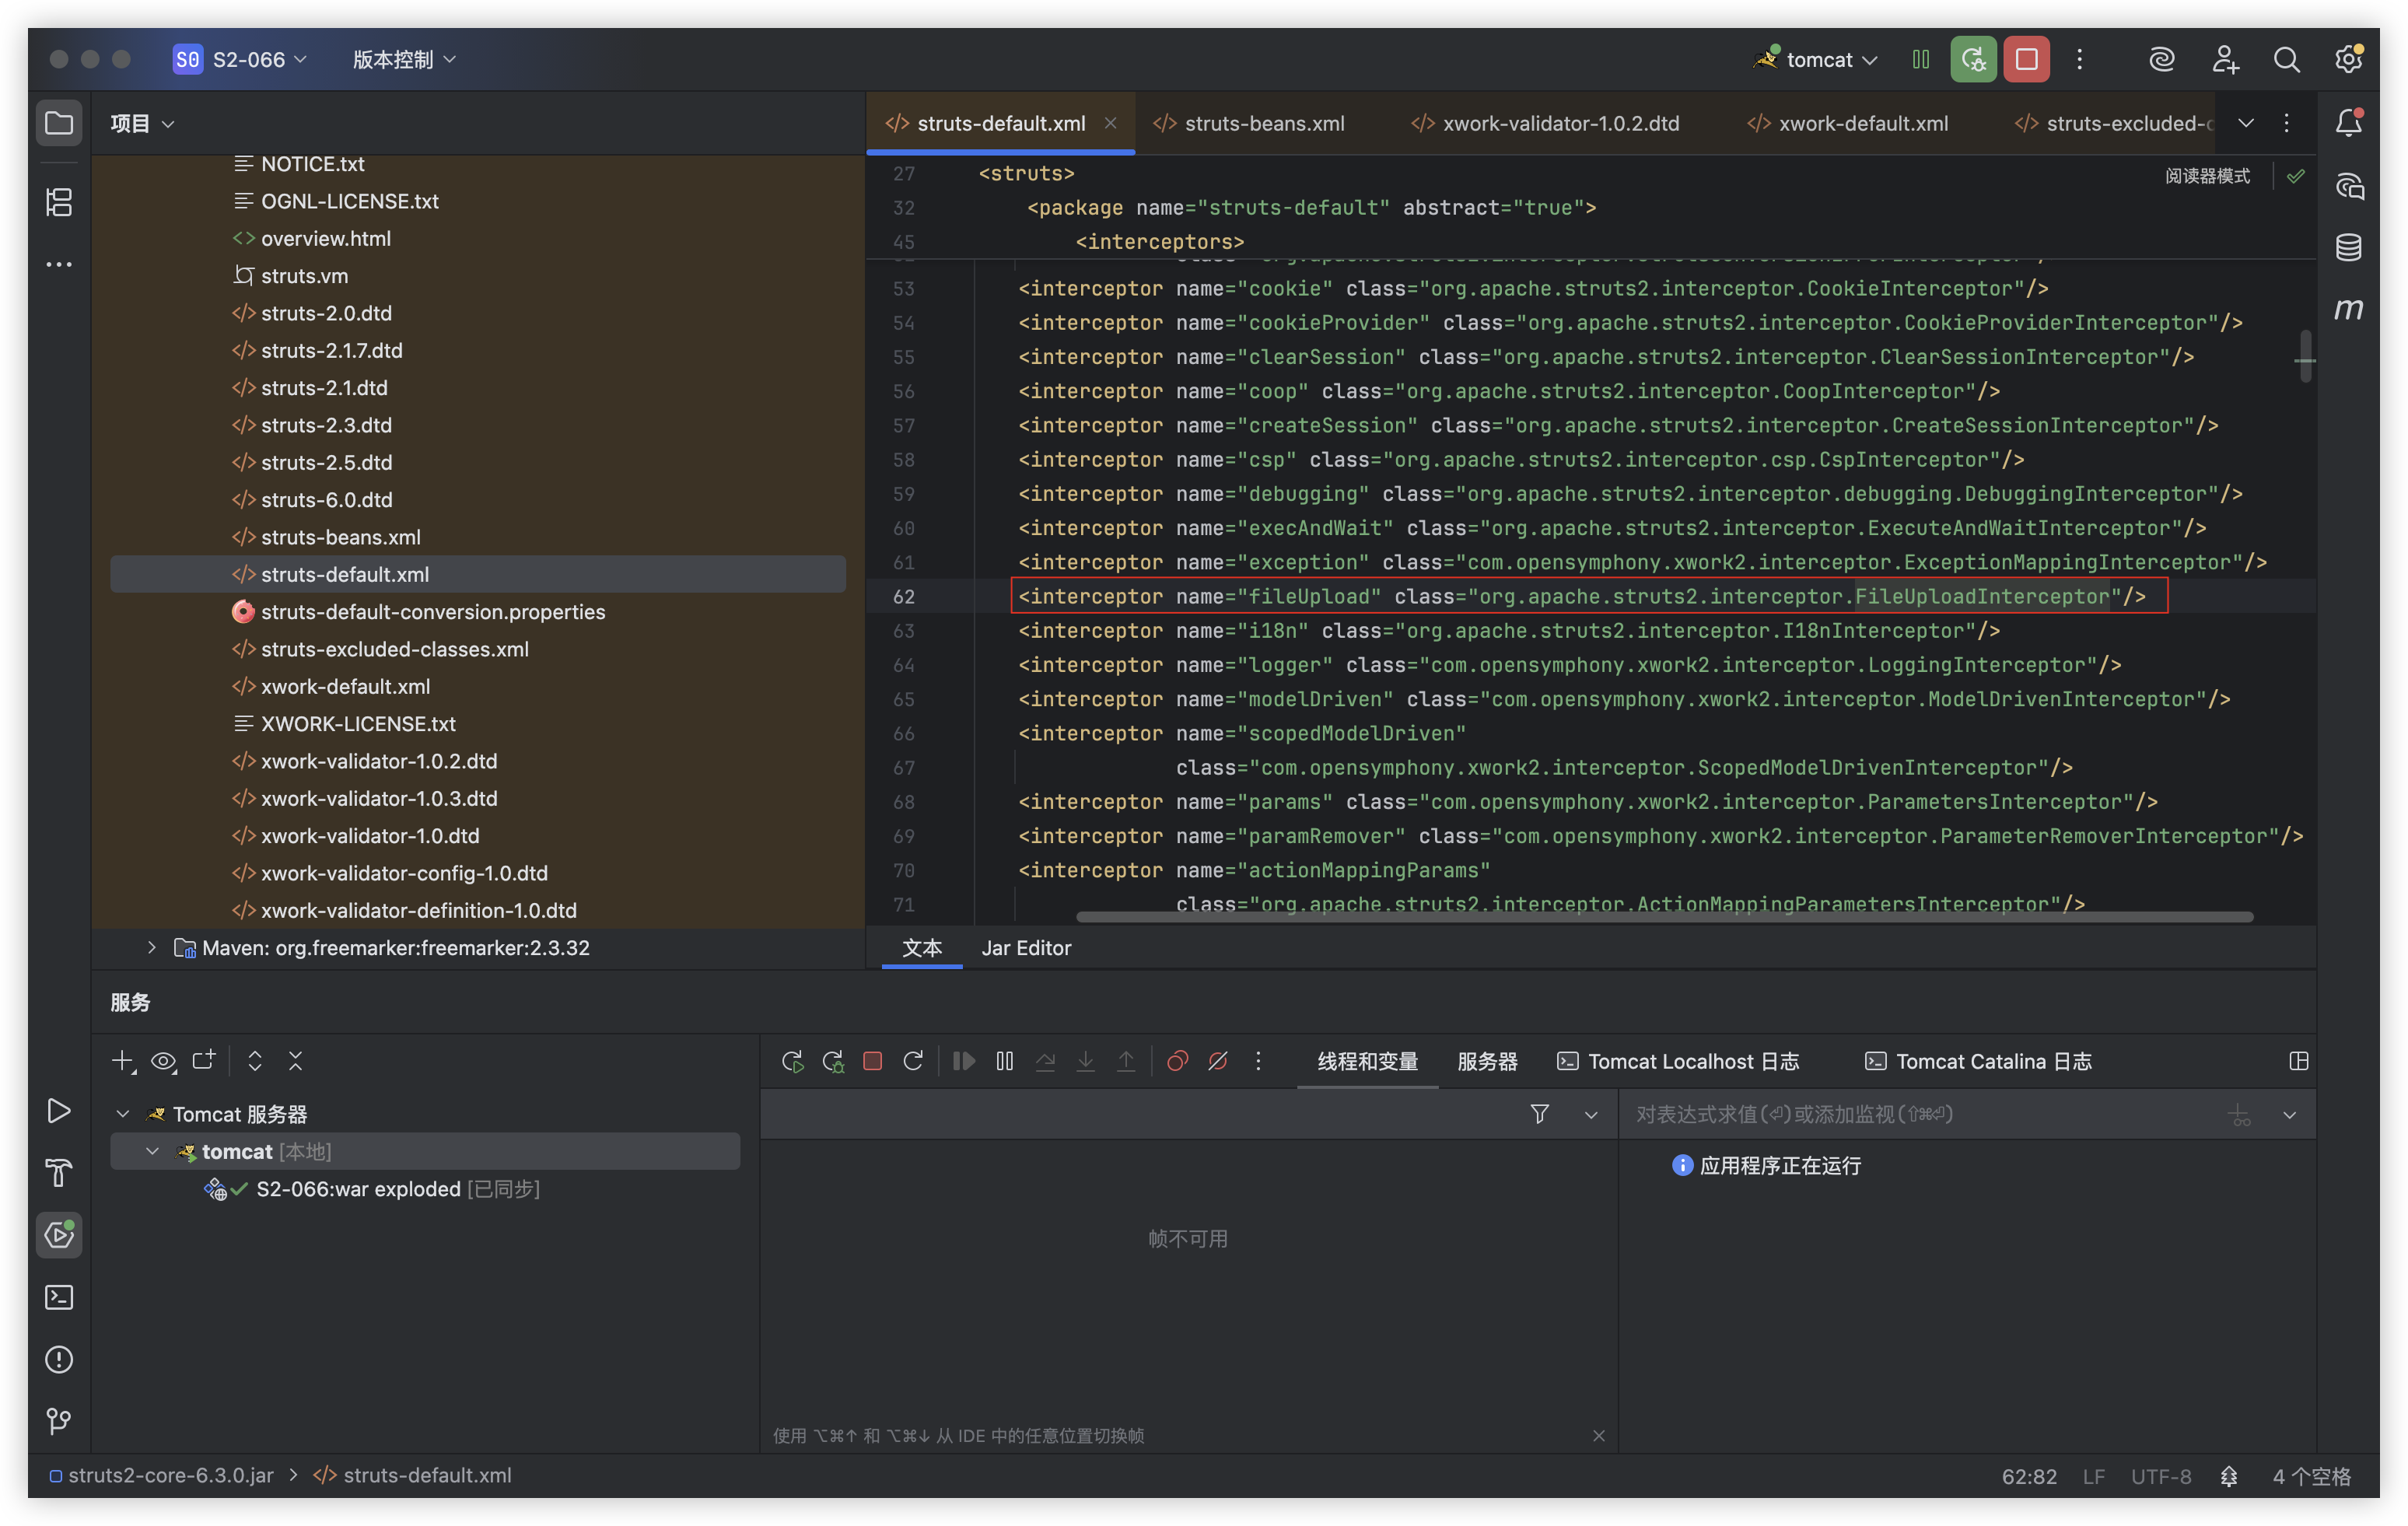 S0 S2-066 版本控制 tomcat
项目
NOTICE.txt
OGNL-LICENSE.txt
overview.html
struts.vm
struts-2.0.dtd
struts-2.1.7.dtd
struts-2.1.dtd
struts-2.3.dtd
struts-2.5.dtd
struts-6.0.dtd
struts-beans.xml
struts-default.xml
struts-default-conversion.properties
struts-excluded-classes.xml
xwork-default.xml
XWORK-LICENSE.txt
xwork-validator-1.0.2.dtd
xwork-validator-1.0.3.dtd
xwork-validator-1.0.dtd
xwork-validator-config-1.0.dtd
xwork-validator-definition-1.0.dtd
Maven: org.freemarker:freemarker:2.3.32
struts-default.xml struts-beans.xml xwork-validator-1.0.2.dtd xwork-default.xml struts-excluded-c
阅读器模式
27 <struts>
32 <package name="struts-default" abstract="true">
45 <interceptors>
53 <interceptor name="cookie" class="org.apache.struts2.interceptor.CookieInterceptor"/>
54 <interceptor name="cookieProvider" class="org.apache.struts2.interceptor.CookieProviderInterceptor"/>
55 <interceptor name="clearSession" class="org.apache.struts2.interceptor.ClearSessionInterceptor"/>
56 <interceptor name="coop" class="org.apache.struts2.interceptor.CoopInterceptor"/>
57 <interceptor name="createSession" class="org.apache.struts2.interceptor.CreateSessionInterceptor"/>
58 <interceptor name="csp" class="org.apache.struts2.interceptor.csp.CspInterceptor"/>
59 <interceptor name="debugging" class="org.apache.struts2.interceptor.debugging.DebuggingInterceptor"/>
60 <interceptor name="execAndWait" class="org.apache.struts2.interceptor.ExecuteAndWaitInterceptor"/>
61 <interceptor name="exception" class="com.opensymphony.xwork2.interceptor.ExceptionMappingInterceptor"/>
62 <interceptor name="fileUpload" class="org.apache.struts2.interceptor.FileUploadInterceptor"/>
63 <interceptor name="i18n" class="org.apache.struts2.interceptor.I18nInterceptor"/>
64 <interceptor name="logger" class="com.opensymphony.xwork2.interceptor.LoggingInterceptor"/>
65 <interceptor name="modelDriven" class="com.opensymphony.xwork2.interceptor.ModelDrivenInterceptor"/>
66 <interceptor name="scopedModelDriven"
67 class="com.opensymphony.xwork2.interceptor.ScopedModelDrivenInterceptor"/>
68 <interceptor name="params" class="com.opensymphony.xwork2.interceptor.ParametersInterceptor"/>
69 <interceptor name="paramRemover" class="com.opensymphony.xwork2.interceptor.ParameterRemoverInterceptor"/>
70 <interceptor name="actionMappingParams"
71 class="org.apache.struts2.interceptor.ActionMappingParametersInterceptor"/>
文本 Jar Editor
服务
线程和变量 服务器 Tomcat Localhost 日志 Tomcat Catalina 日志
Tomcat 服务器
tomcat [本地]
S2-066:war exploded [已同步]
对表达式求值(⏎)或添加监视(⇧⌘⏎)
应用程序正在运行
帧不可用
使用 ⌥⌘↑ 和 ⌥⌘↓ 从 IDE 中的任意位置切换帧
struts2-core-6.3.0.jar > struts-default.xml 62:82 LF UTF-8 4 个空格